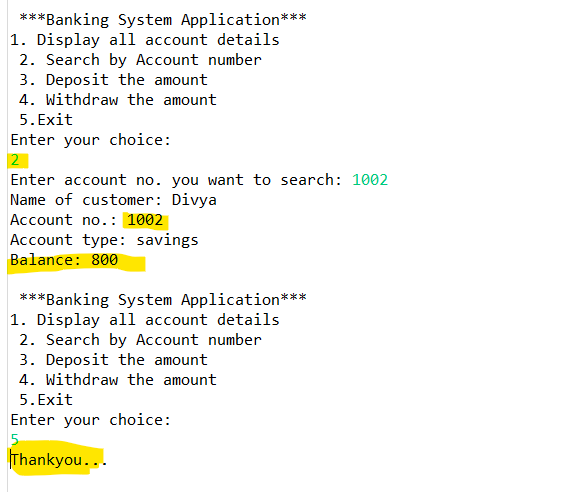 ***Banking System Application***
1. Display all account details
2. Search by Account number
3. Deposit the amount
4. Withdraw the amount
5.Exit
Enter your choice:
2
Enter account no. you want to search: 1002
Name of customer: Divya
Account no.: 1002
Account type: savings
Balance: 800
***Banking System Application***
1. Display all account details
2. Search by Account number
3. Deposit the amount
4. Withdraw the amount
5.Exit
Enter your choice:
5
Thankyou...